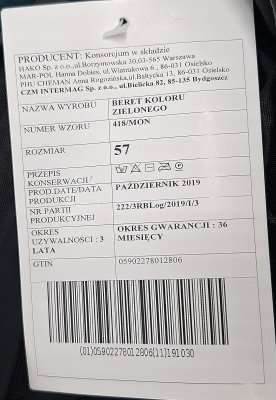 PRODUCENT: Konsorcjum w składzie
HAKO Sp. z o.o.,ul.Borzymowska 30,03-565 Warszawa
MAR-POL Hanna Dobies, ul.Wiatrakowa 6 , 86-031 Osielsko
PHU CHEMAN Anna Rogozińska,ul.Bałtycka 13, 86-031 Osielsko
CZM INTERMAG Sp. z o.o.,ul.Bielicka 82, 85-135 Bydgoszcz
NAZWA WYROBU BERET KOLORU ZIELONEGO
NUMER WZORU 418/MON
ROZMIAR 57
PRZEPIS KONSERWACJI /
PROD.DATE/DATA PRODUKCJI PAŹDZIERNIK 2019
NR PARTII PRODUKCYJNEJ 222/3RBLog/2019/I/3
OKRES UŻYWALNOŚCI : 3 LATA OKRES GWARANCJI : 36 MIESIĘCY
GTIN 05902278012806
(01)05902278012806(11)191030